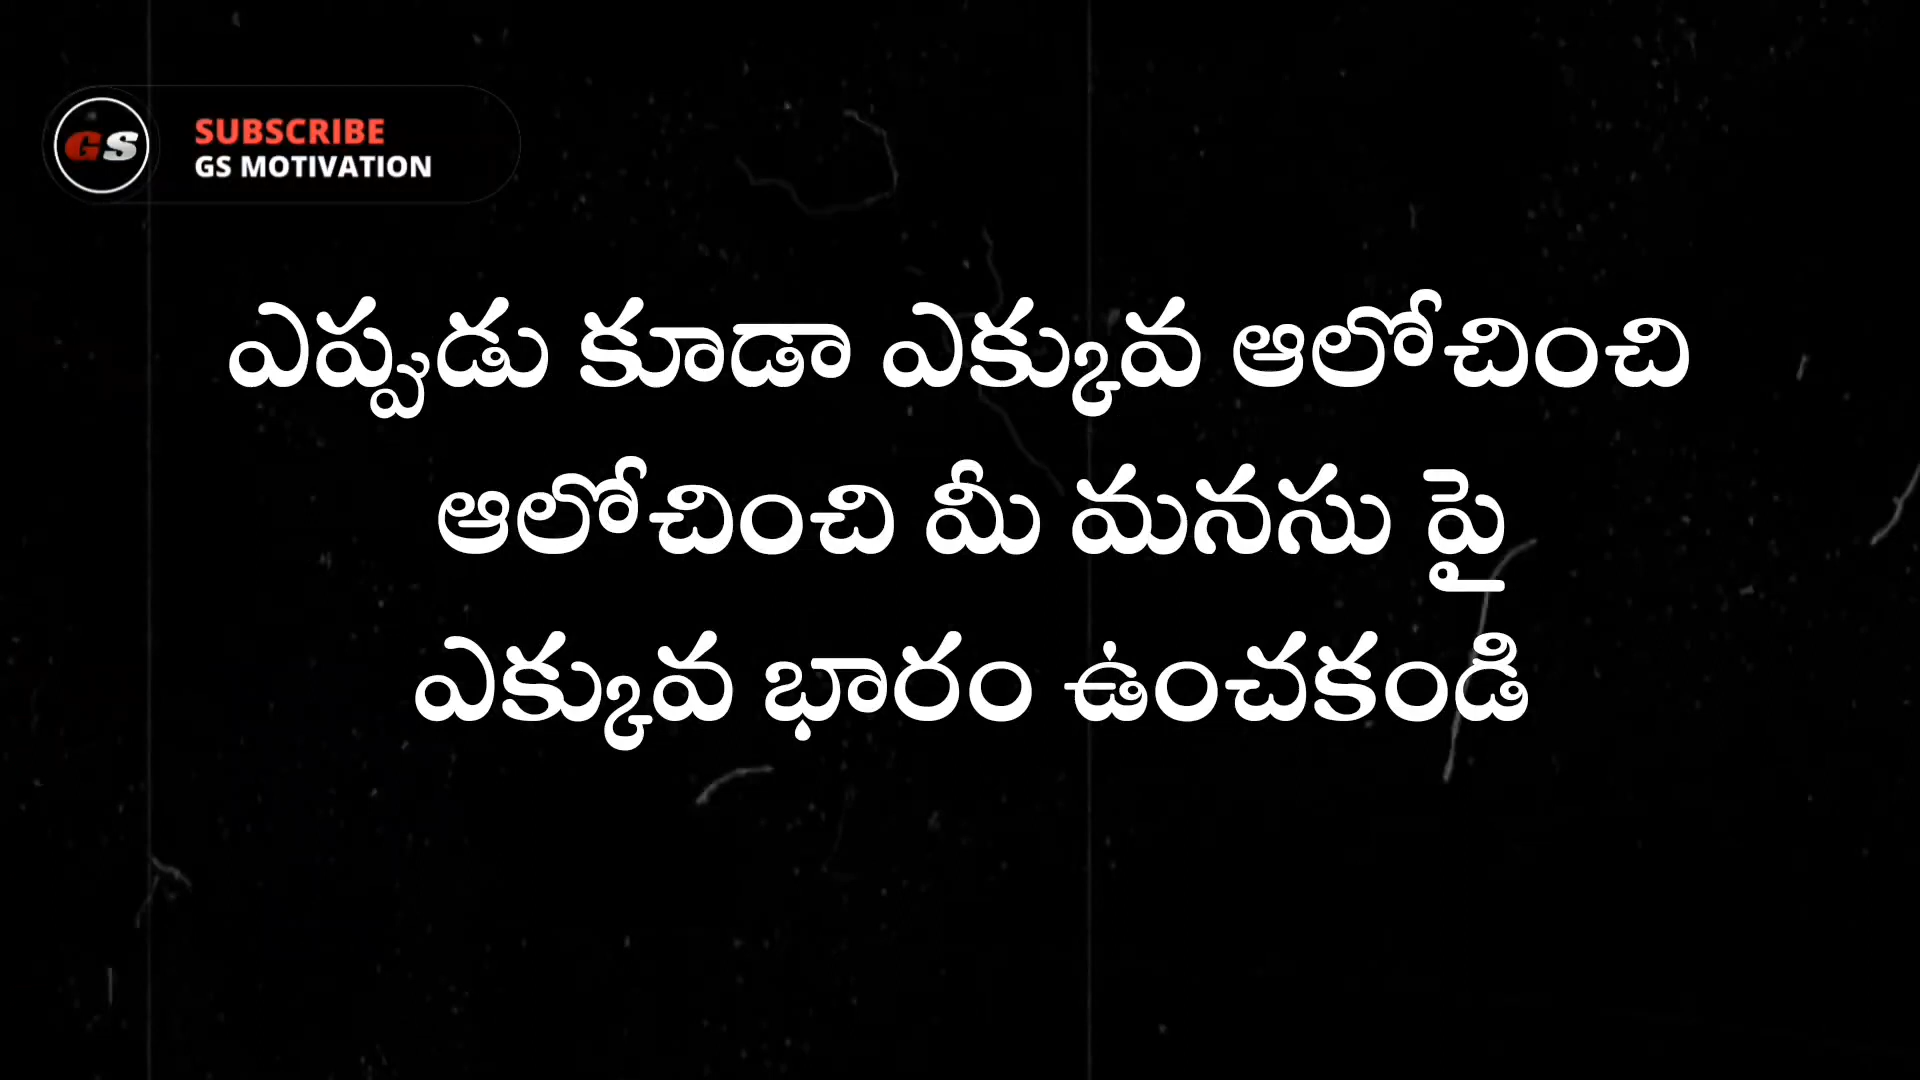 GS
SUBSCRIBE
GS MOTIVATION
ఎప్పుడు కూడా ఎక్కువ ఆలోచించి
ఆలోచించి మీ మనసు పై
ఎక్కువ భారం ఉంచకండి